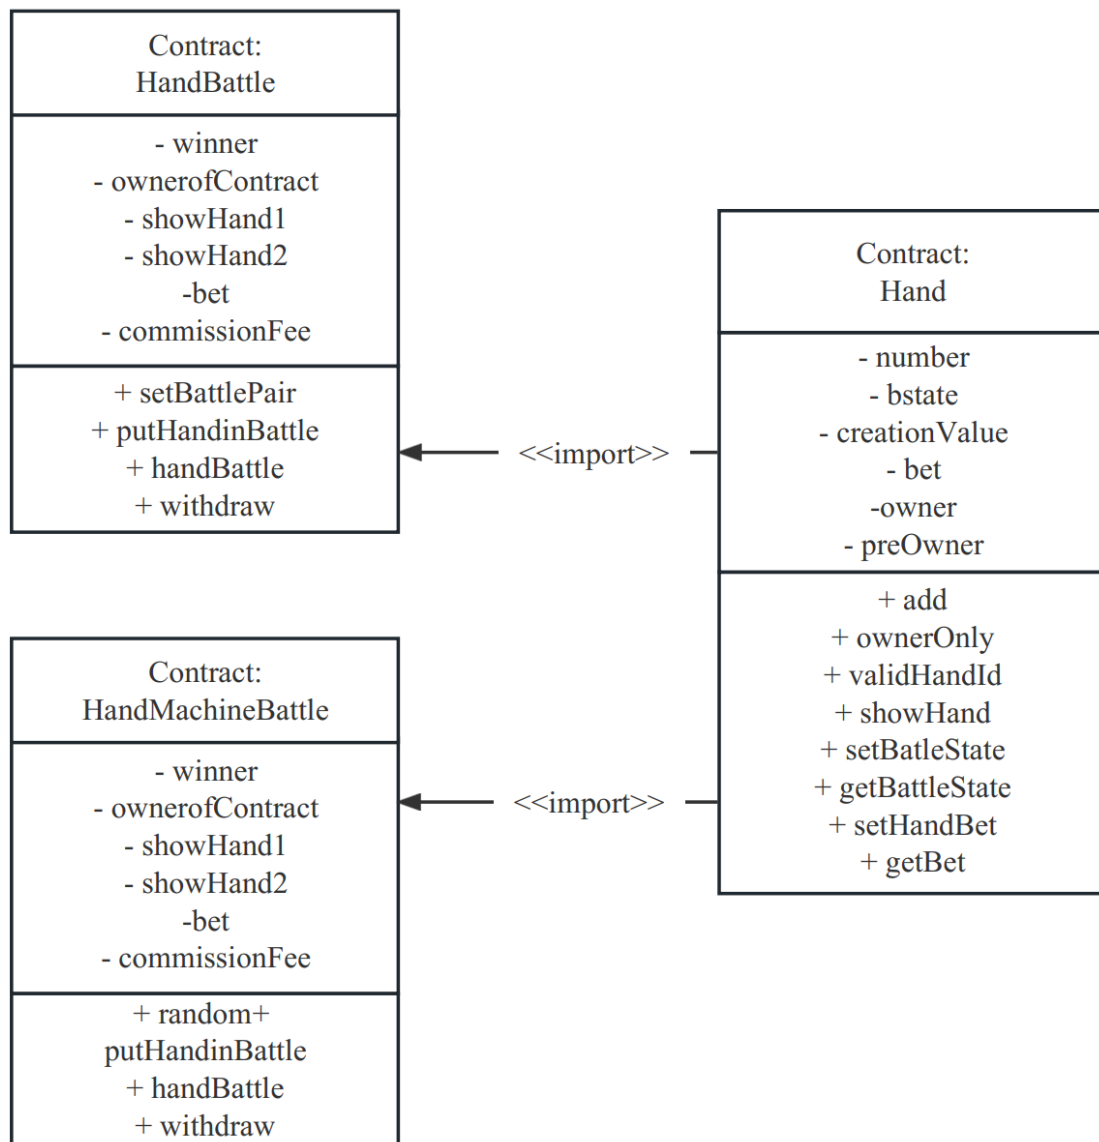 Contract:
HandBattle
- winner
- ownerofContract
- showHand1
- showHand2
-bet
- commissionFee
+ setBattlePair
+ putHandinBattle
+ handBattle
+ withdraw
<<import>>
Contract:
Hand
- number
- bstate
- creationValue
- bet
-owner
- preOwner
+ add
+ ownerOnly
+ validHandId
+ showHand
+ setBatleState
+ getBattleState
+ setHandBet
+ getBet
Contract:
HandMachineBattle
- winner
- ownerofContract
- showHand1
- showHand2
-bet
- commissionFee
+ random+
putHandinBattle
+ handBattle
+ withdraw
<<import>>